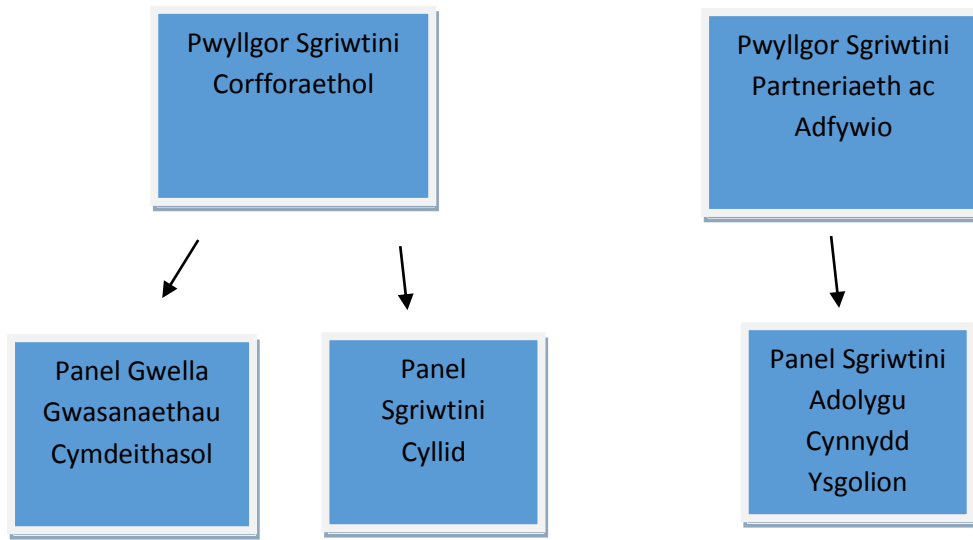 Pwyllgor Sgriwtini
Corfforaethol
Pwyllgor Sgriwtini
Partneriaeth ac
Adfywio
Panel Gwella
Gwasanaethau
Cymdeithasol
Panel
Sgriwtini
Cyllid
Panel Sgriwtini
Adolygu
Cynnydd
Ysgolion